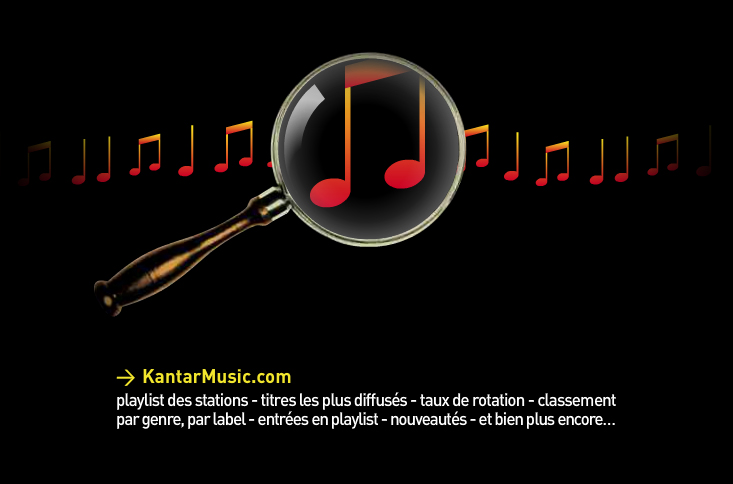 → KantarMusic.com
playlist des stations - titres les plus diffusés - taux de rotation - classement
par genre, par label - entrées en playlist - nouveautés - et bien plus encore...